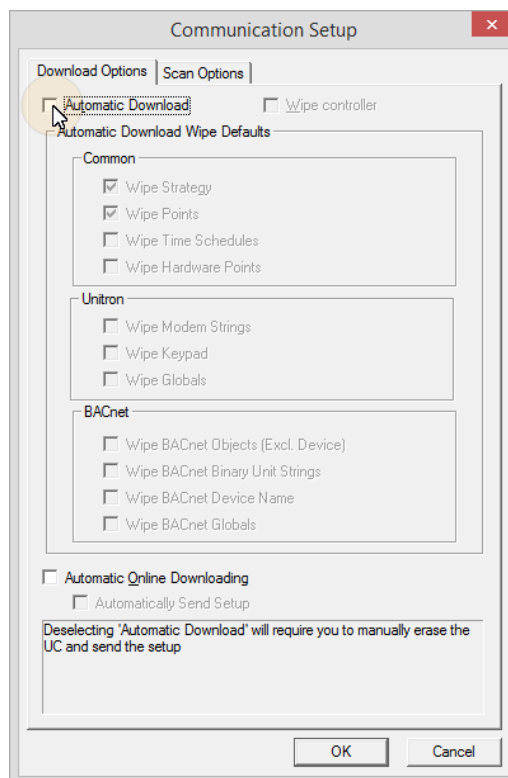 Communication Setup
Download Options
Scan Options
Automatic Download
Wipe controller
Automatic Download Wipe Defaults
Common
Wipe Strategy
Wipe Points
Wipe Time Schedules
Wipe Hardware Points
Unitron
Wipe Modem Strings
Wipe Keypad
Wipe Globals
BACnet
Wipe BACnet Objects (Excl. Device)
Wipe BACnet Binary Unit Strings
Wipe BACnet Device Name
Wipe BACnet Globals
Automatic Online Downloading
Automatically Send Setup
Deselecting 'Automatic Download' will require you to manually erase the
UC and send the setup
OK
Cancel